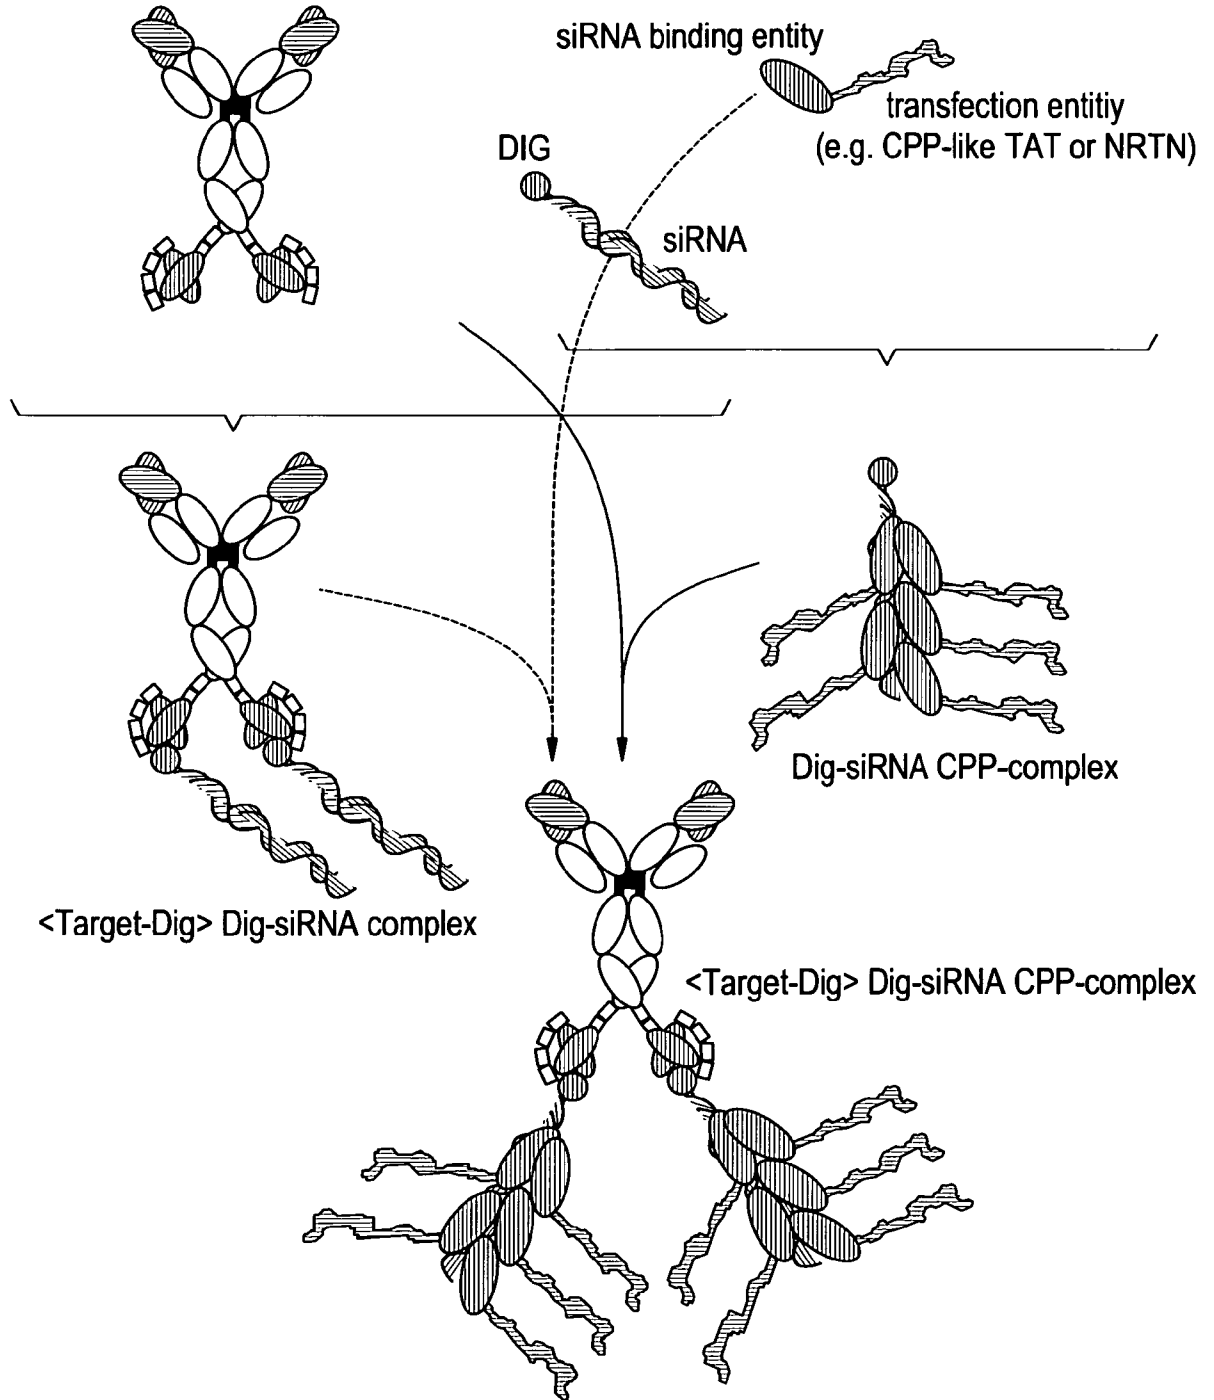 siRNA binding entity
transfection entitiy
(e.g. CPP-like TAT or NRTN)
DIG
siRNA
Dig-siRNA CPP-complex
<Target-Dig> Dig-siRNA complex
<Target-Dig> Dig-siRNA CPP-complex